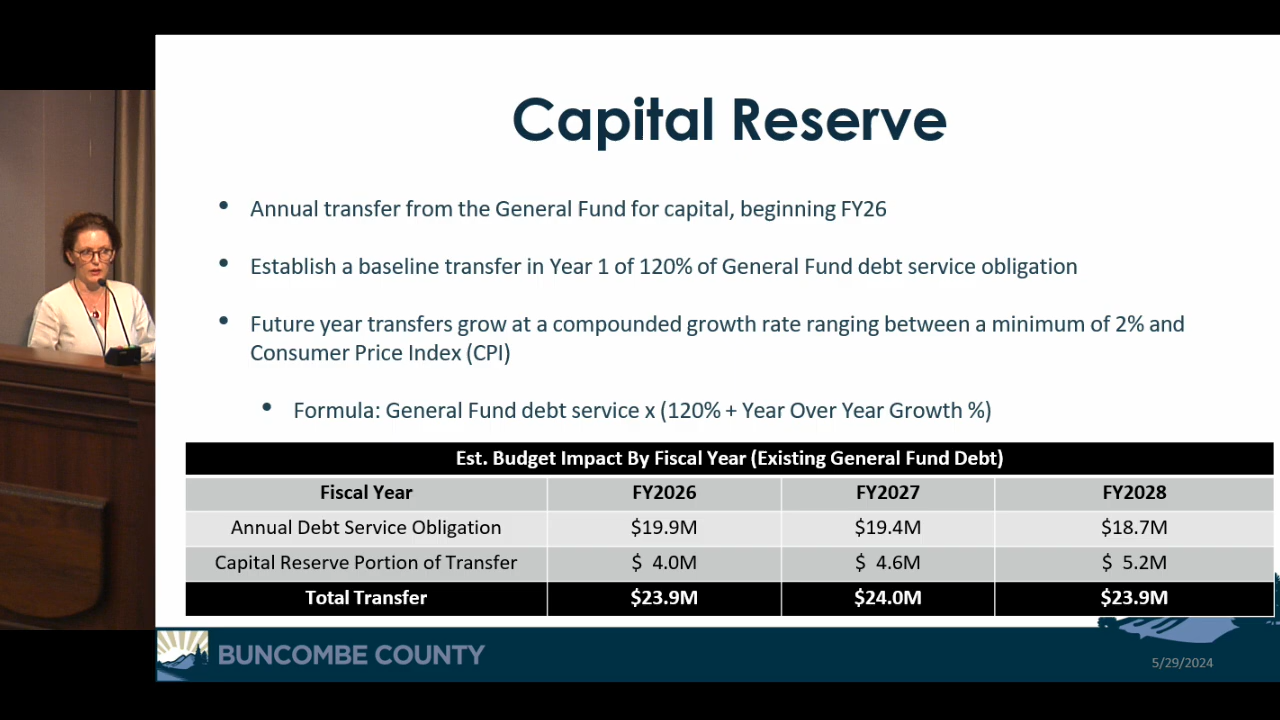 Capital Reserve
• Annual transfer from the General Fund for capital, beginning FY26
• Establish a baseline transfer in Year 1 of 120% of General Fund debt service obligation
• Future year transfers grow at a compounded growth rate ranging between a minimum of 2% and
Consumer Price Index (CPI)
• Formula: General Fund debt service x (120% + Year Over Year Growth %)
Est. Budget Impact By Fiscal Year (Existing General Fund Debt)
Fiscal Year FY2026 FY2027 FY2028
Annual Debt Service Obligation $19.9M $19.4M $18.7M
Capital Reserve Portion of Transfer $ 4.0M $ 4.6M $ 5.2M
Total Transfer $23.9M $24.0M $23.9M
BUNCOMBE COUNTY
5/29/2024